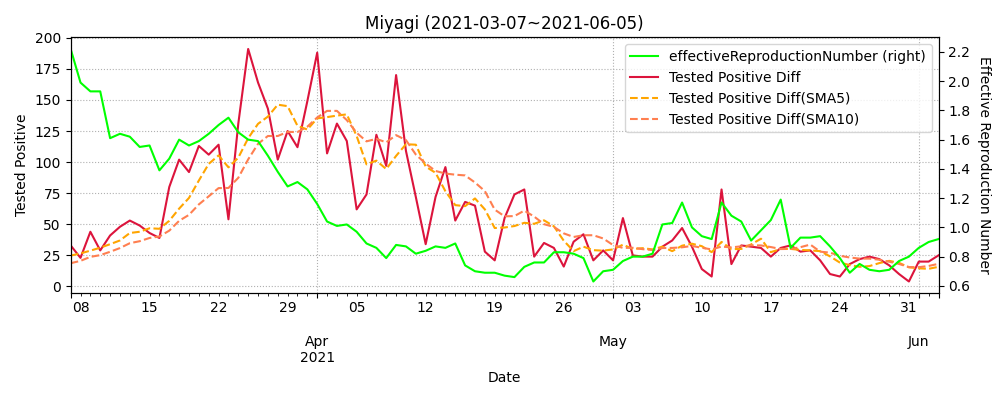 Miyagi (2021-03-07~2021-06-05)
Tested Positive
200
175
150
125
100
75
50
25
0
effectiveReproductionNumber (right)
Tested Positive Diff
Tested Positive Diff(SMA5)
Tested Positive Diff(SMA10)
2.2
2.0
1.8
1.6
1.4
1.2
1.0
0.8
0.6
Effective Reproduction Number
08 15 22 29 05 12 19 26 03 10 17 24 31
Apr May Jun
2021
Date